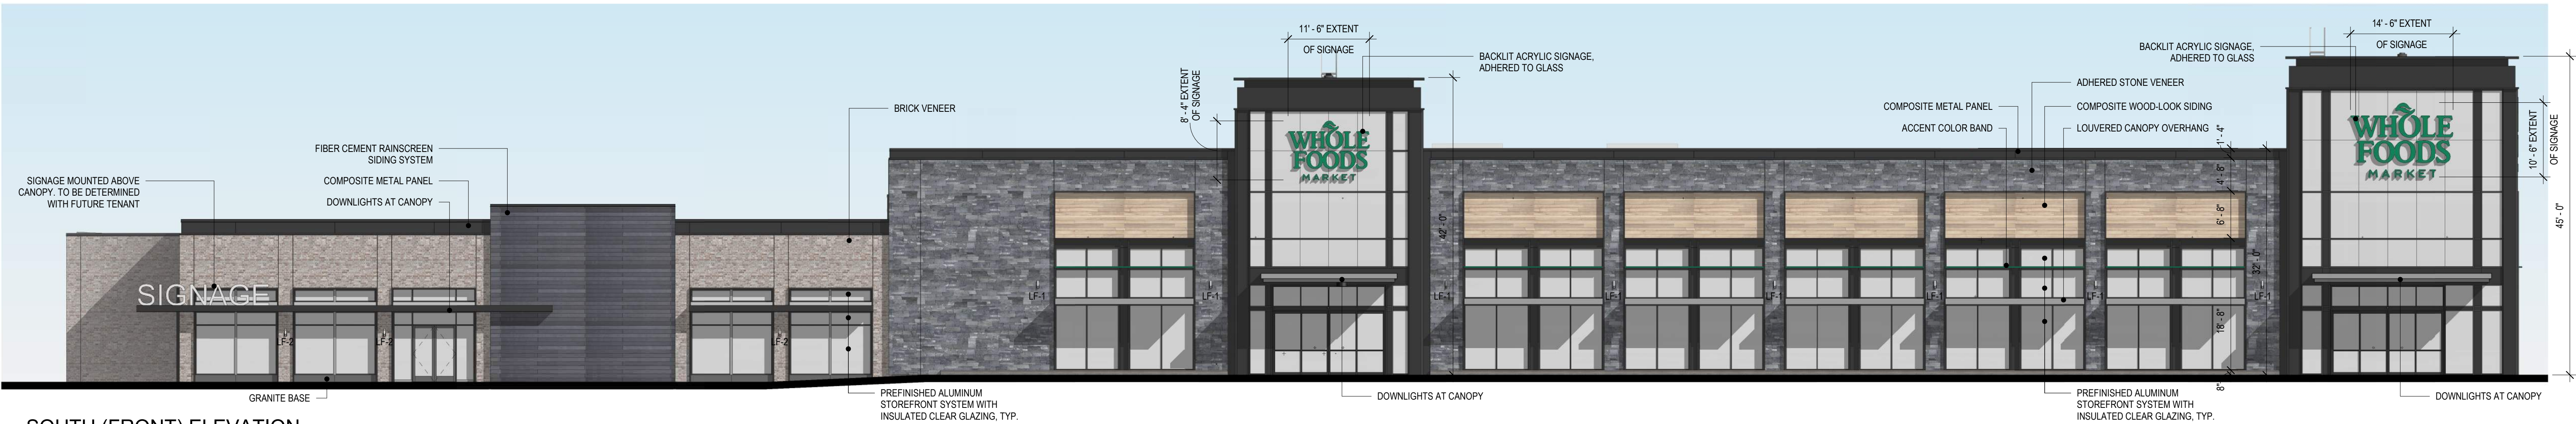 SIGNAGE MOUNTED ABOVE
CANOPY. TO BE DETERMINED
WITH FUTURE TENANT
FIBER CEMENT RAINSCREEN
SIDING SYSTEM
COMPOSITE METAL PANEL
DOWNLIGHTS AT CANOPY
SIGNAGE
LF-2
LF-2
LF-2
GRANITE BASE
BRICK VENEER
PREFINISHED ALUMINUM
STOREFRONT SYSTEM WITH
INSULATED CLEAR GLAZING, TYP.
LF-1
LF-1
8' - 4" EXTENT
OF SIGNAGE
11' - 6" EXTENT
OF SIGNAGE
BACKLIT ACRYLIC SIGNAGE,
ADHERED TO GLASS
WHOLE
FOODS
MARKET
42' - 0"
DOWNLIGHTS AT CANOPY
LF-1
LF-1
LF-1
LF-1
LF-1
LF-1
COMPOSITE METAL PANEL
ACCENT COLOR BAND
ADHERED STONE VENEER
COMPOSITE WOOD-LOOK SIDING
LOUVERED CANOPY OVERHANG
1' - 4"
4' - 8"
6' - 8"
18' - 8"
8"
32' - 0"
PREFINISHED ALUMINUM
STOREFRONT SYSTEM WITH
INSULATED CLEAR GLAZING, TYP.
BACKLIT ACRYLIC SIGNAGE,
ADHERED TO GLASS
14' - 6" EXTENT
OF SIGNAGE
WHOLE
FOODS
MARKET
10' - 6" EXTENT
OF SIGNAGE
45' - 0"
DOWNLIGHTS AT CANOPY
SOUTH (FRONT) ELEVATION